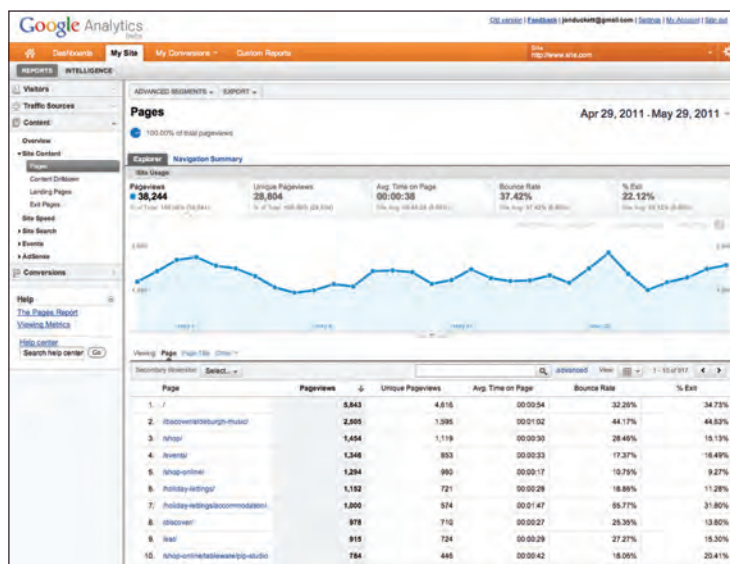 Google Analytics
Old version | Feedback | jonduckett@gmail.com | Settings | My Account | Sign out
Dashboards My Site My Conversions Custom Reports
Site
http://www.site.com
REPORTS INTELLIGENCE
Visitors
Traffic Sources
Content
Overview
Site Content
Pages
Content Drilldown
Landing Pages
Exit Pages
Site Speed
Site Search
Events
AdSense
Conversions
Help
The Pages Report
Viewing Metrics
Help center
Search help center Go
ADVANCED SEGMENTS EXPORT
Pages Apr 29, 2011 - May 29, 2011
100.00% of total pageviews
Explorer Navigation Summary
Site Usage
Pageviews Unique Pageviews Avg. Time on Page Bounce Rate % Exit
38,244 28,604 00:00:38 37.42% 22.12%
Viewing: Page Page Title Other
Secondary dimension: Select... advanced View:
Page Pageviews Unique Pageviews Avg. Time on Page Bounce Rate % Exit
1. / 5,643 4,616 00:00:54 32.26% 34.73%
2. 2,505 1,595 00:01:02 44.17% 44.53%
3. /shop/ 1,454 1,119 00:00:30 28.46% 15.13%
4. /events/ 1,346 853 00:00:33 17.37% 16.49%
5. /shop-online/ 1,294 980 00:00:17 10.75% 9.27%
6. /holiday-lettings/ 1,152 721 00:00:28 18.86% 11.28%
7. /holiday-lettings/accommodation/ 1,000 574 00:01:47 55.77% 31.80%
8. /discover/ 978 710 00:00:27 25.35% 13.80%
9. /eat/ 915 724 00:00:29 27.27% 15.30%
10. /shop-online/tableware/pip-studio 784 446 00:00:42 18.06% 20.41%